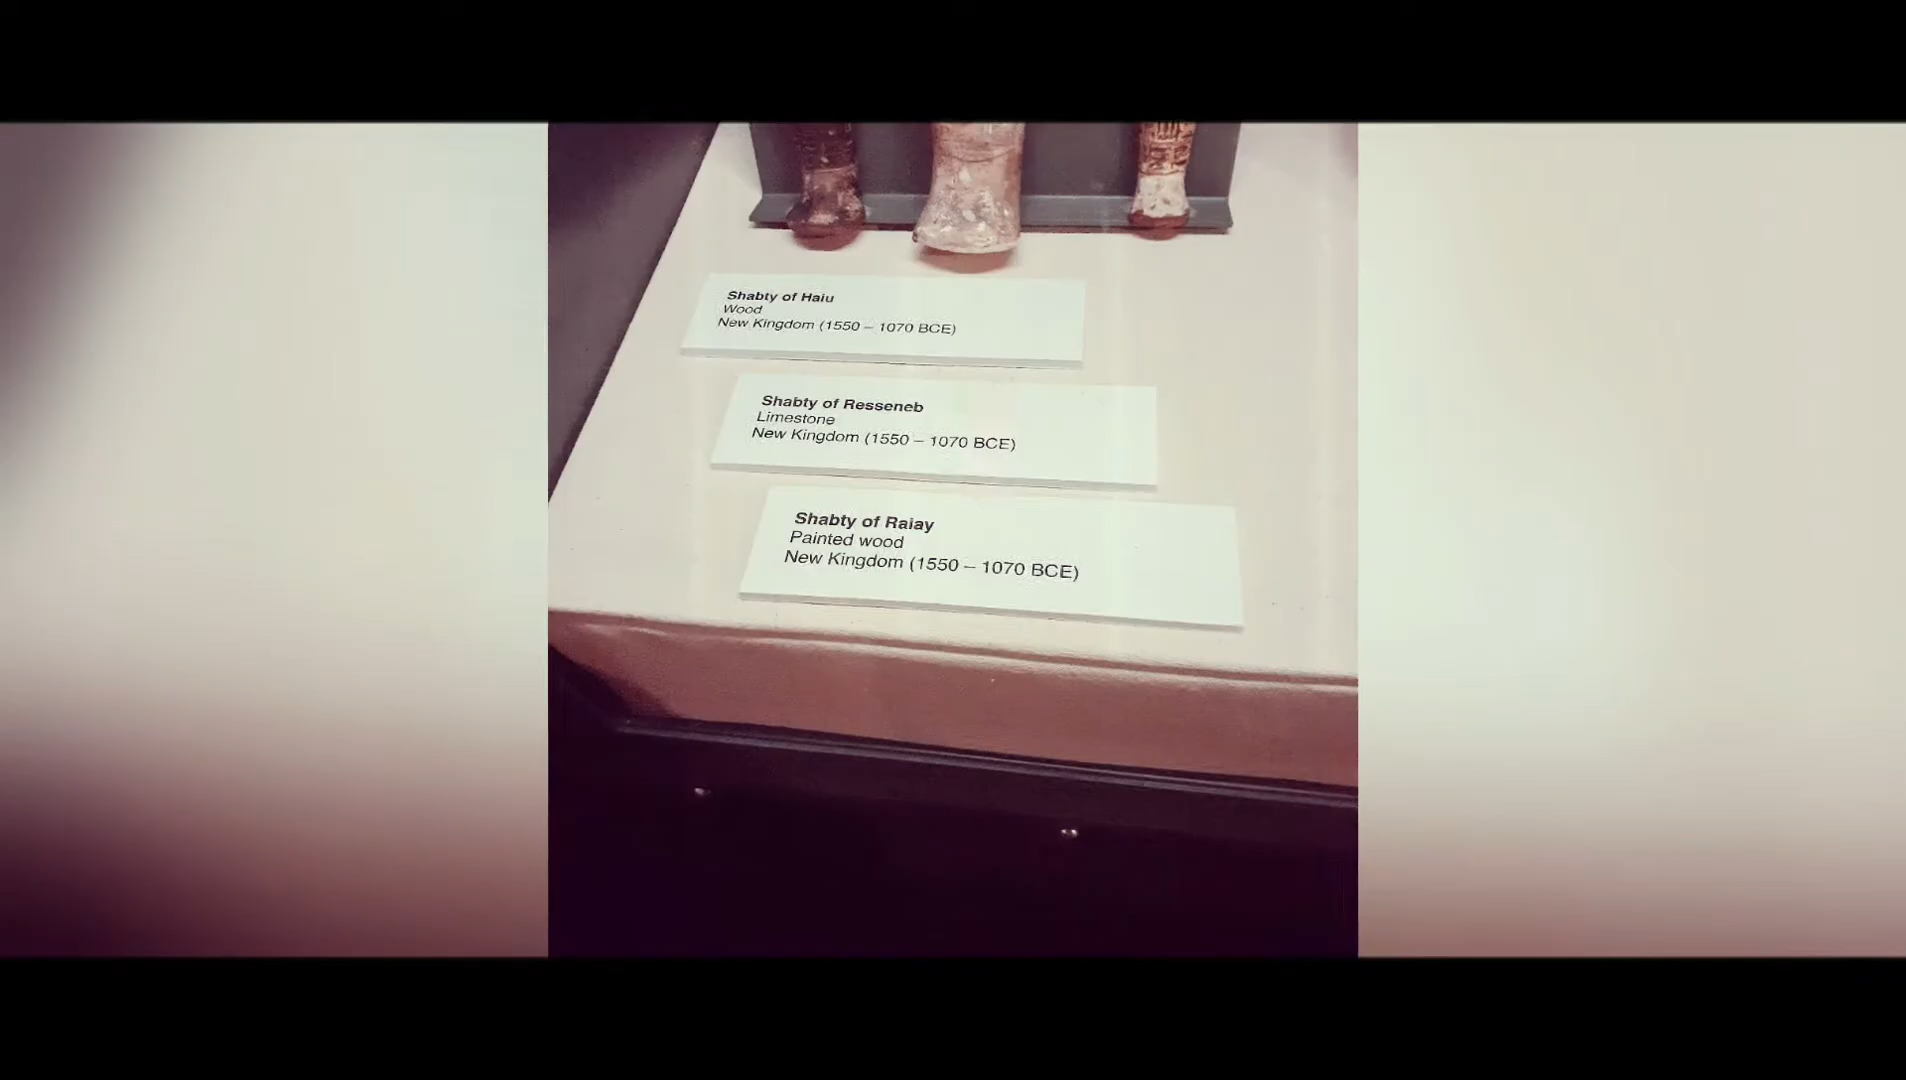 Shabty of Haiu
Wood
New Kingdom (1550 – 1070 BCE)
Shabty of Resseneb
Limestone
New Kingdom (1550 – 1070 BCE)
Shabty of Raiay
Painted wood
New Kingdom (1550 – 1070 BCE)